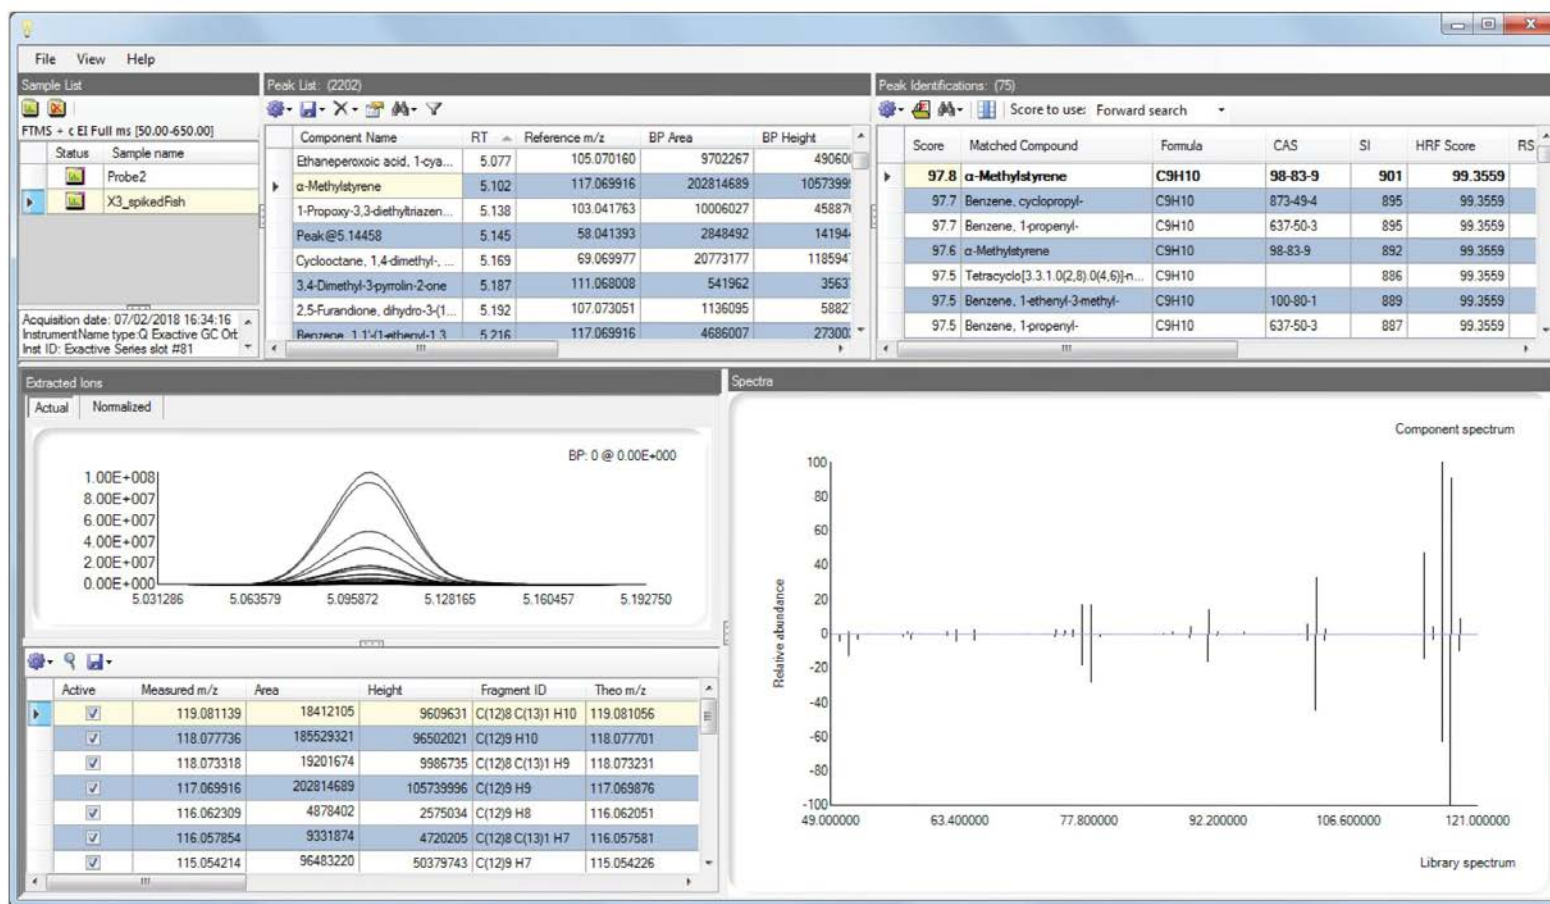 File View Help
Sample List
FTMS + c EI Full ms [50.00-650.00]
Status Sample name
Probe2
X3_spikedFish
Acquisition date: 07/02/2018 16:34:16
InstrumentName type:Q Exactive GC Orb
Inst ID: Exactive Series slot #81
Peak List: (2202)
Component Name RT Reference m/z BP Area BP Height
Ethaneperoxoic acid, 1-cya... 5.077 105.070160 9702267 49060
α-Methylstyrene 5.102 117.069916 202814689 10573999
1-Propoxy-3,3-diethyltriazen... 5.138 103.041763 10006027 45887
Peak@5.14458 5.145 58.041393 2848492 14194
Cyclooctane, 1,4-dimethyl-, ... 5.169 69.069977 20773177 118594
3,4-Dimethyl-3-pyrrolin-2-one 5.187 111.068008 541962 3563
2,5-Furandione, dihydro-3-(1... 5.192 107.073051 1136095 5882
Benzene, 1,1'-(1-ethenyl-1,3 5.216 117.069916 4686007 27300
Peak Identifications: (75)
Score to use: Forward search
Score Matched Compound Formula CAS SI HRF Score RS
97.8 α-Methylstyrene C9H10 98-83-9 901 99.3559
97.7 Benzene, cyclopropyl- C9H10 873-49-4 895 99.3559
97.7 Benzene, 1-propenyl- C9H10 637-50-3 895 99.3559
97.6 α-Methylstyrene C9H10 98-83-9 892 99.3559
97.5 Tetracyclo[3.3.1.0(2,8).0(4,6)]-n... C9H10 886 99.3559
97.5 Benzene, 1-ethenyl-3-methyl- C9H10 100-80-1 889 99.3559
97.5 Benzene, 1-propenyl- C9H10 637-50-3 887 99.3559
Extracted Ions
Actual Normalized
BP: 0 @ 0.00E+000
1.00E+008
8.00E+007
6.00E+007
4.00E+007
2.00E+007
0.00E+000
5.031286 5.063579 5.095872 5.128165 5.160457 5.192750
Active Measured m/z Area Height Fragment ID Theo m/z
119.081139 18412105 9609631 C(12)8 C(13)1 H10 119.081056
118.077736 185529321 96502021 C(12)9 H10 118.077701
118.073318 19201674 9986735 C(12)8 C(13)1 H9 118.073231
117.069916 202814689 105739996 C(12)9 H9 117.069876
116.062309 4878402 2575034 C(12)9 H8 116.062051
116.057854 9331874 4720205 C(12)8 C(13)1 H7 116.057581
115.054214 96483220 50379743 C(12)9 H7 115.054226
Spectra
Component spectrum
Relative abundance
100
80
60
40
20
0
-20
-40
-60
-80
-100
49.000000 63.400000 77.800000 92.200000 106.600000 121.000000
Library spectrum